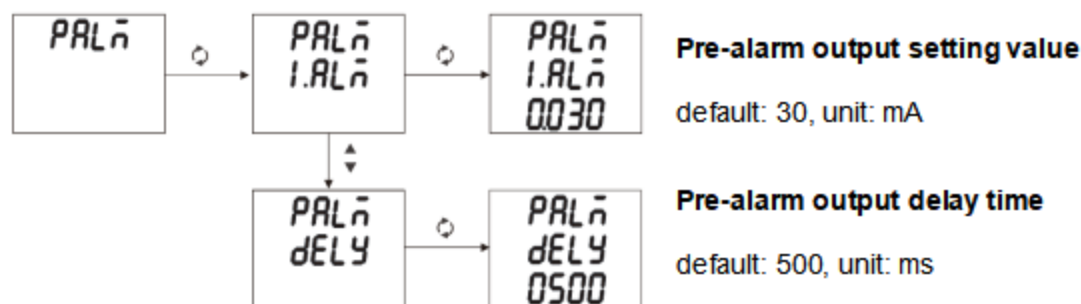 PALm
PALm
I.ALm
PALm
I.ALm
0.030
Pre-alarm output setting value
default: 30, unit: mA
PALm
dELY
PALm
dELY
0500
Pre-alarm output delay time
default: 500, unit: ms